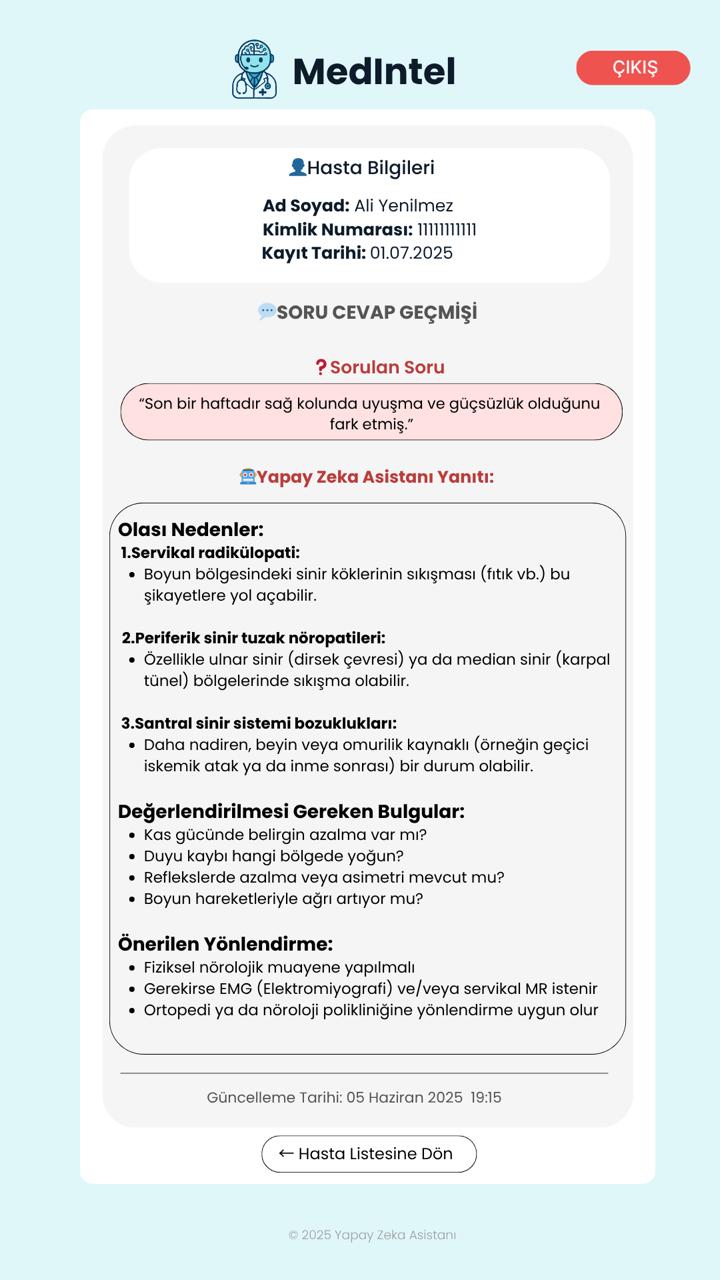 MedIntel
ÇIKIŞ
Hasta Bilgileri
Ad Soyad: Ali Yenilmez
Kimlik Numarası: 11111111111
Kayıt Tarihi: 01.07.2025
SORU CEVAP GEÇMİŞİ
❓Sorulan Soru
“Son bir haftadır sağ kolunda uyuşma ve güçsüzlük olduğunu
fark etmiş.”
Yapay Zeka Asistanı Yanıtı:
Olası Nedenler:
1.Servikal radikülopati:
• Boyun bölgesindeki sinir köklerinin sıkışması (fıtık vb.) bu
şikayetlere yol açabilir.
2.Periferik sinir tuzak nöropatileri:
• Özellikle ulnar sinir (dirsek çevresi) ya da median sinir (karpal
tünel) bölgelerinde sıkışma olabilir.
3.Santral sinir sistemi bozuklukları:
• Daha nadiren, beyin veya omurilik kaynaklı (örneğin geçici
iskemik atak ya da inme sonrası) bir durum olabilir.
Değerlendirilmesi Gereken Bulgular:
• Kas gücünde belirgin azalma var mı?
• Duyu kaybı hangi bölgede yoğun?
• Reflekslerde azalma veya asimetri mevcut mu?
• Boyun hareketleriyle ağrı artıyor mu?
Önerilen Yönlendirme:
• Fiziksel nörolojik muayene yapılmalı
• Gerekirse EMG (Elektromiyografi) ve/veya servikal MR istenir
• Ortopedi ya da nöroloji polikliniğine yönlendirme uygun olur
Güncelleme Tarihi: 05 Haziran 2025 19:15
← Hasta Listesine Dön
© 2025 Yapay Zeka Asistanı